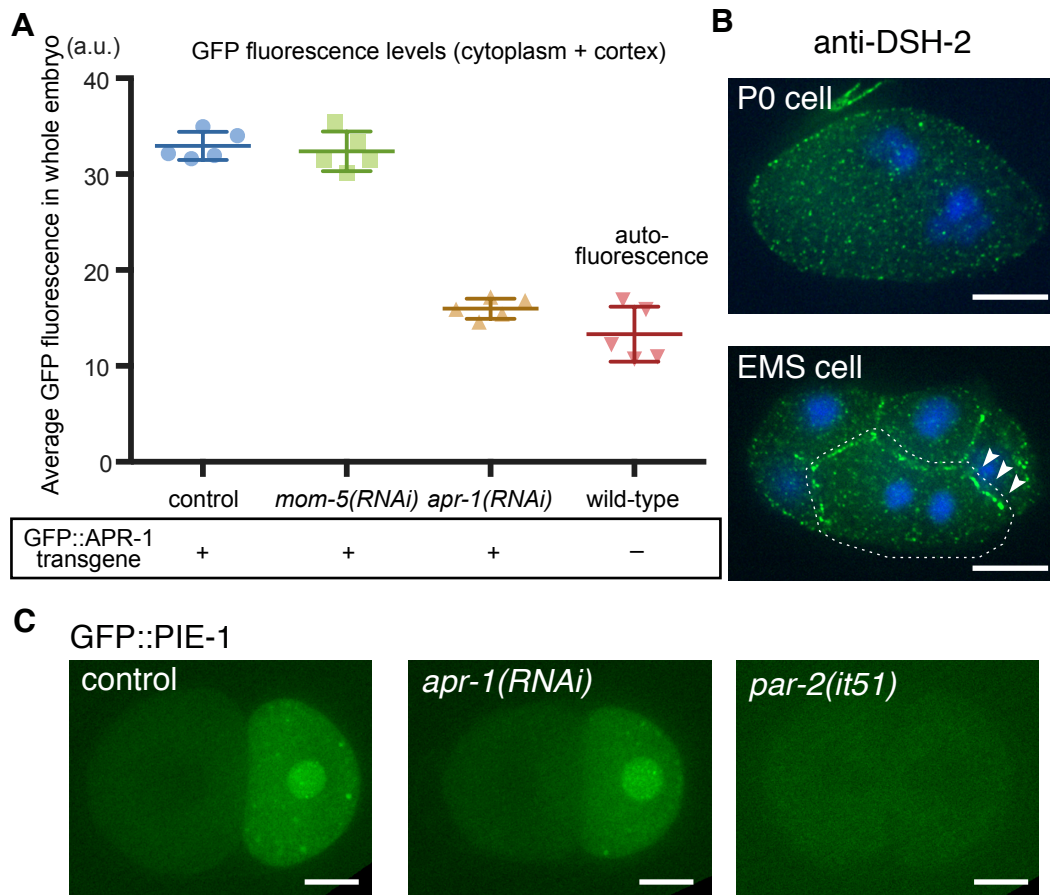 A
(a.u.)
GFP fluorescence levels (cytoplasm + cortex)
Average GFP fluorescence in whole embryo
40
30
20
10
0
auto-
fluorescence
control
mom-5(RNAi)
apr-1(RNAi)
wild-type
GFP::APR-1
transgene
+
+
+
−
B
anti-DSH-2
P0 cell
EMS cell
C
GFP::PIE-1
control
apr-1(RNAi)
par-2(it51)